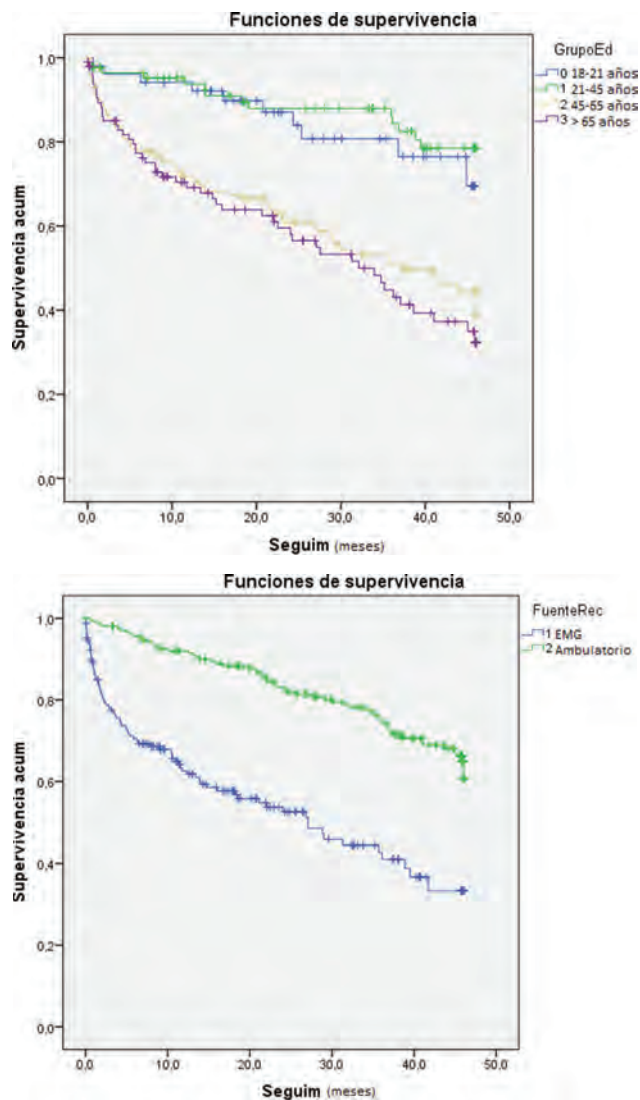 Funciones de supervivencia
GrupoEd
0 18-21 años
1 21-45 años
2 45-65 años
3 > 65 años
Supervivencia acum
1,0
0,8
0,6
0,4
0,2
0,0
0,0 10,0 20,0 30,0 40,0 50,0
Seguim (meses)
Funciones de supervivencia
FuenteRec
1 EMG
2 Ambulatorio
Supervivencia acum
1,0
0,8
0,6
0,4
0,2
0,0
0,0 10,0 20,0 30,0 40,0 50,0
Seguim (meses)